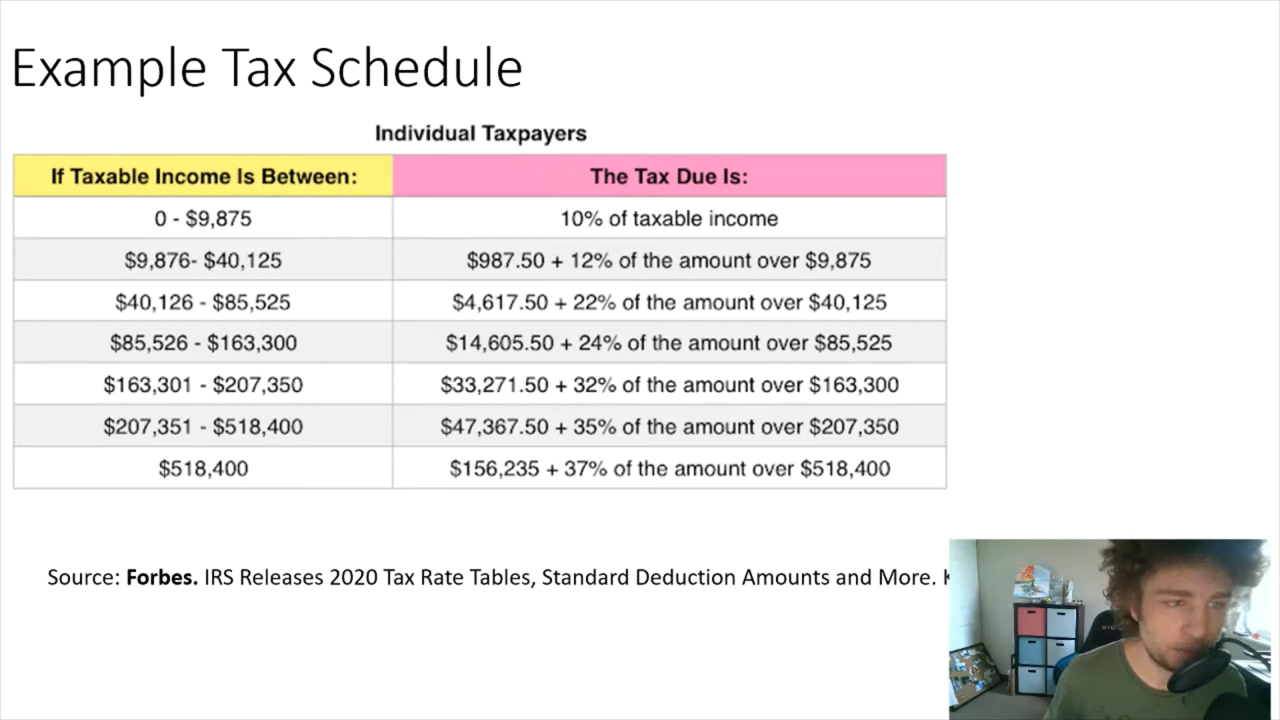 Example Tax Schedule
Individual Taxpayers
If Taxable Income Is Between: The Tax Due Is:
0 - $9,875 10% of taxable income
$9,876- $40,125 $987.50 + 12% of the amount over $9,875
$40,126 - $85,525 $4,617.50 + 22% of the amount over $40,125
$85,526 - $163,300 $14,605.50 + 24% of the amount over $85,525
$163,301 - $207,350 $33,271.50 + 32% of the amount over $163,300
$207,351 - $518,400 $47,367.50 + 35% of the amount over $207,350
$518,400 $156,235 + 37% of the amount over $518,400
Source: Forbes. IRS Releases 2020 Tax Rate Tables, Standard Deduction Amounts and More.